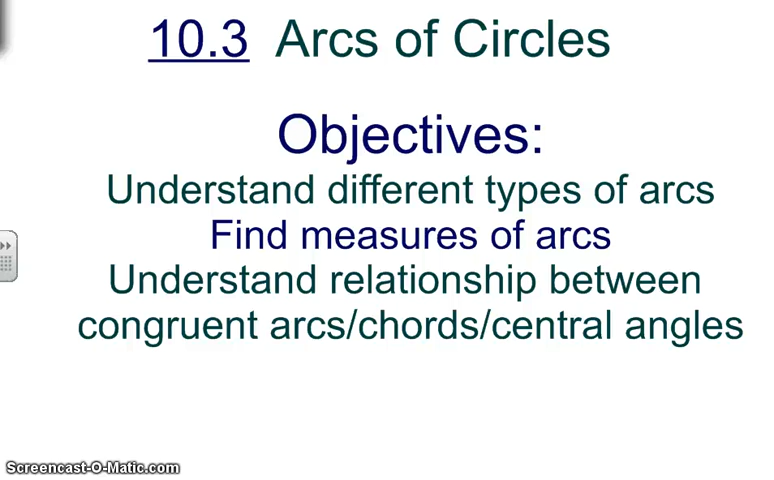 10.3 Arcs of Circles
Objectives:
Understand different types of arcs
Find measures of arcs
Understand relationship between
congruent arcs/chords/central angles
Screencast-O-Matic.com